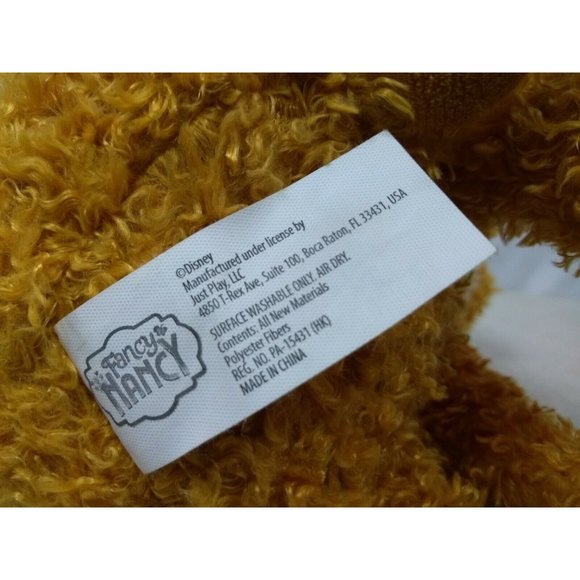 ©Disney
Manufactured under license by
Just Play, LLC
4850 T-Rex Ave, Suite 100, Boca Raton, FL 33431, USA
SURFACE WASHABLE ONLY. AIR DRY.
Contents: All New Materials
Polyester Fibers
REG. NO. PA-15431 (HK)
MADE IN CHINA
Fancy
NANCY